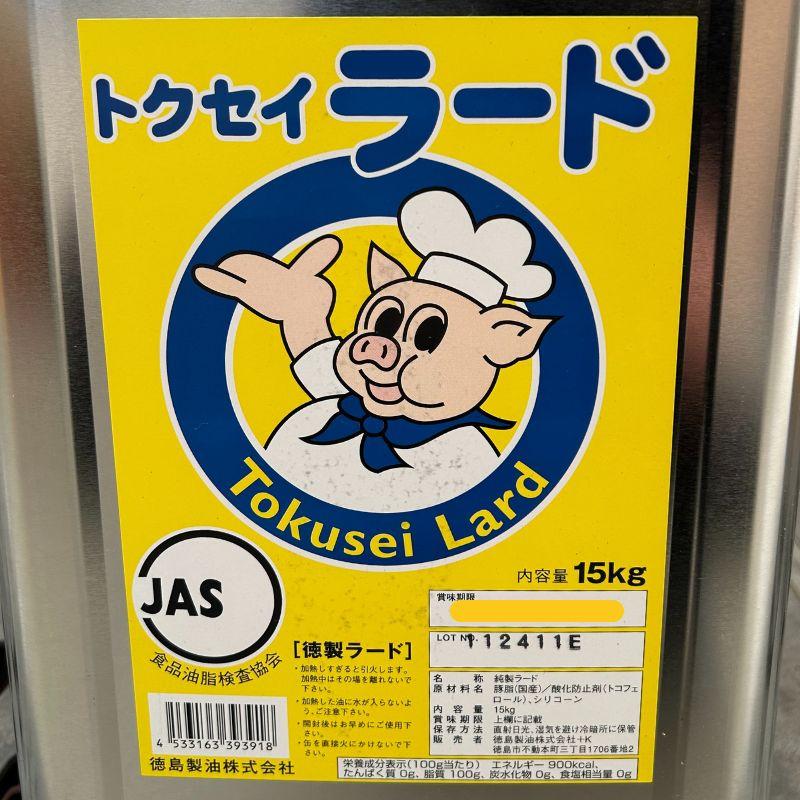 トクセイラード
Tokusei Lard
内容量 15kg
賞味期限
LOT NO. 112411E
JAS
食品油脂検査協会
[徳製ラード]
・加熱しすぎると引火します。
加熱中はその場を離れないで
下さい。
・加熱した油に水が入らないよ
う、ご注意下さい。
・開封後はお早めにご使用下
さい。
・缶を直接火にかけないで下
さい。
名 称 純製ラード
原材料名 豚脂(国産)/酸化防止剤(トコフェ
ロール)、シリコーン
内容量 15kg
賞味期限 上欄に記載
保存方法 直射日光、湿気を避け冷暗所に保管
販売者 徳島製油株式会社+K
徳島市不動本町三丁目1706番地2
4 533163 393918
徳島製油株式会社
栄養成分表示(100g当たり) エネルギー 900kcal、
たんぱく質 0g、脂質 100g、炭水化物 0g、食塩相当量 0g